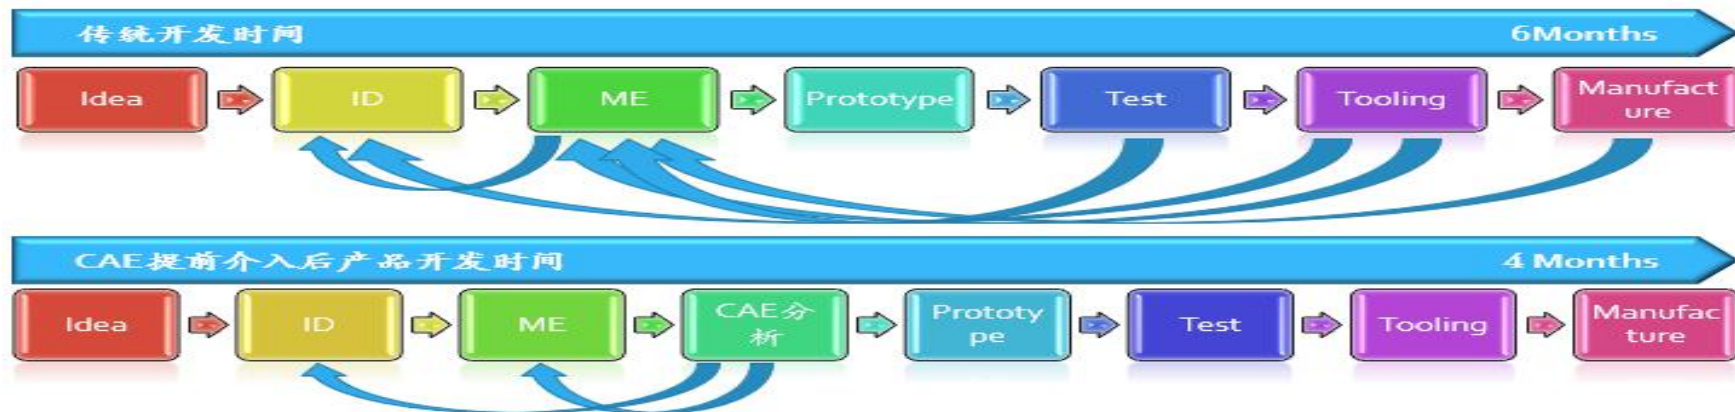 传统开发时间 6Months
Idea ID ME Prototype Test Tooling Manufact
ure
CAE提前介入后产品开发时间 4 Months
Idea ID ME CAE分
析 Prototy
pe Test Tooling Manufac
ture